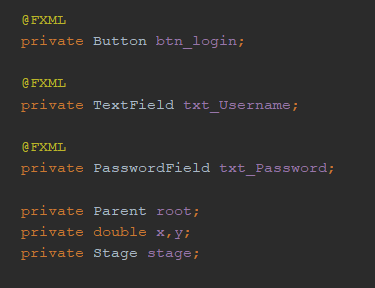 @FXML
private Button btn_login;
@FXML
private TextField txt_Username;
@FXML
private PasswordField txt_Password;
private Parent root;
private double x,y;
private Stage stage;